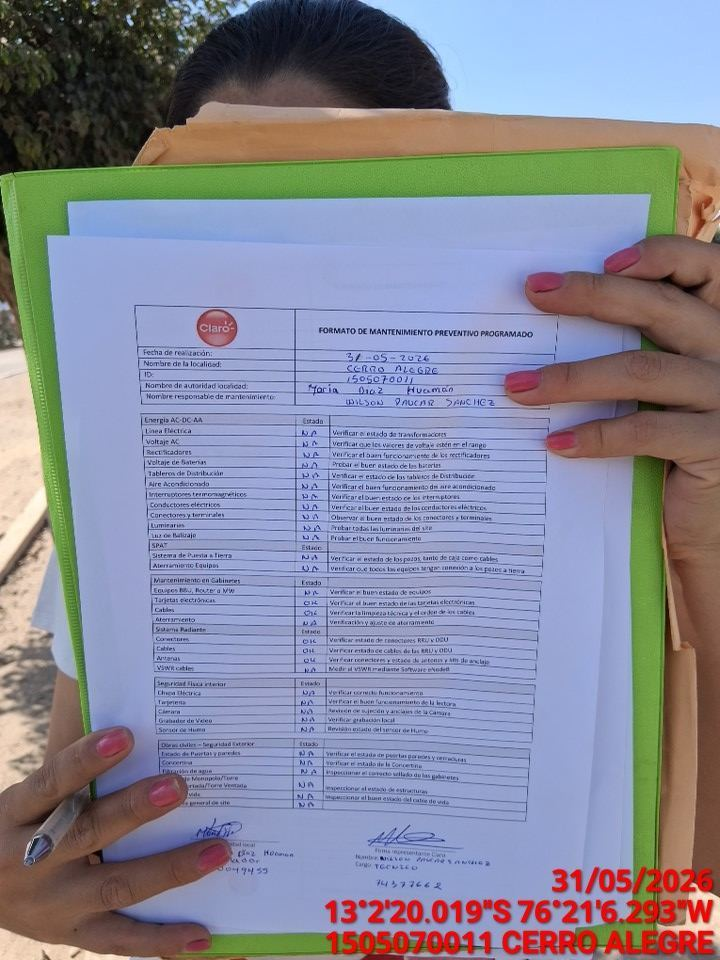 Claro
FORMATO DE MANTENIMIENTO PREVENTIVO PROGRAMADO
Fecha de realización: 31-05-2026
Nombre de la localidad: CERRO ALEGRE
ID: 1505070011
Nombre de autoridad localidad: Maria Diaz Huamán
Nombre responsable de mantenimiento: WILSON PAUCAR SANCHEZ
Energía AC-DC-AA Estado
Línea Eléctrica NA Verificar el estado de transformadores
Voltaje AC NA Verificar que los valores de voltaje estén en el rango
Rectificadores NA Verificar el buen funcionamiento de los rectificadores
Voltaje de Baterías NA Probar el buen estado de las baterías
Tableros de Distribución NA Verificar el estado de los tableros de Distribución
Aire Acondicionado NA Verificar el buen funcionamiento del aire acondicionado
Interruptores termomagnéticos NA Verificar el buen estado de los interruptores
Conductores eléctricos NA Verificar el buen estado de los conductores eléctricos
Conectores y terminales NA Observar el buen estado de los conectores y terminales
Luminarias NA Probar todas las luminarias del site
Luz de Balizaje NA Probar el buen funcionamiento
SPAT Estado
Sistema de Puesta a Tierra NA Verificar el estado de los pozos, tanto de caja como cables
Aterramiento Equipos NA Verificar que todos los equipos tengan conexión a los pozos a tierra
Mantenimiento en Gabinetes Estado
Equipos BBU, Router o MW NA Verificar el buen estado de equipos
Tarjetas electrónicas OK Verificar el buen estado de las tarjetas electrónicas
Cables OK Verificar la limpieza técnica y el orden de los cables
Aterramiento NA Verificación y ajuste de aterramiento
Sistema Radiante Estado
Conectores OK Verificar estado de conectores RRU y ODU
Cables OK Verificar estado de cables de las RRU y ODU
Antenas OK Verificar conectores y estado de antenas y kits de anclaje
VSWR cables NA Medir el VSWR mediante Software eNodeB
Seguridad Física Interior Estado
Chapa Eléctrica NA Verificar correcto funcionamiento
Tarjetería NA Verificar el buen funcionamiento de la lectora
Cámara NA Revisión de sujeción y anclajes de la Cámara
Grabador de Video NA Verificar grabación local
Sensor de Humo NA Revisión estado del sensor de Humo
Obras civiles – Seguridad Exterior Estado
Estado de Puertas y paredes NA Verificar el estado de puertas paredes y cerraduras
Concertina NA Verificar el estado de la Concertina
Filtración de agua NA Inspeccionar el correcto sellado de los gabinetes
Monopolo/Torre
/Torre Ventada NA Inspeccionar el estado de estructuras
vida NA Inspeccionar el buen estado del cable de vida
general de site NA
Firma representante Claro
Nombre: WILSON PAUCAR SANCHEZ
Cargo: TECNICO
74377662
31/05/2026
13°2'20.019"S 76°21'6.293"W
1505070011 CERRO ALEGRE